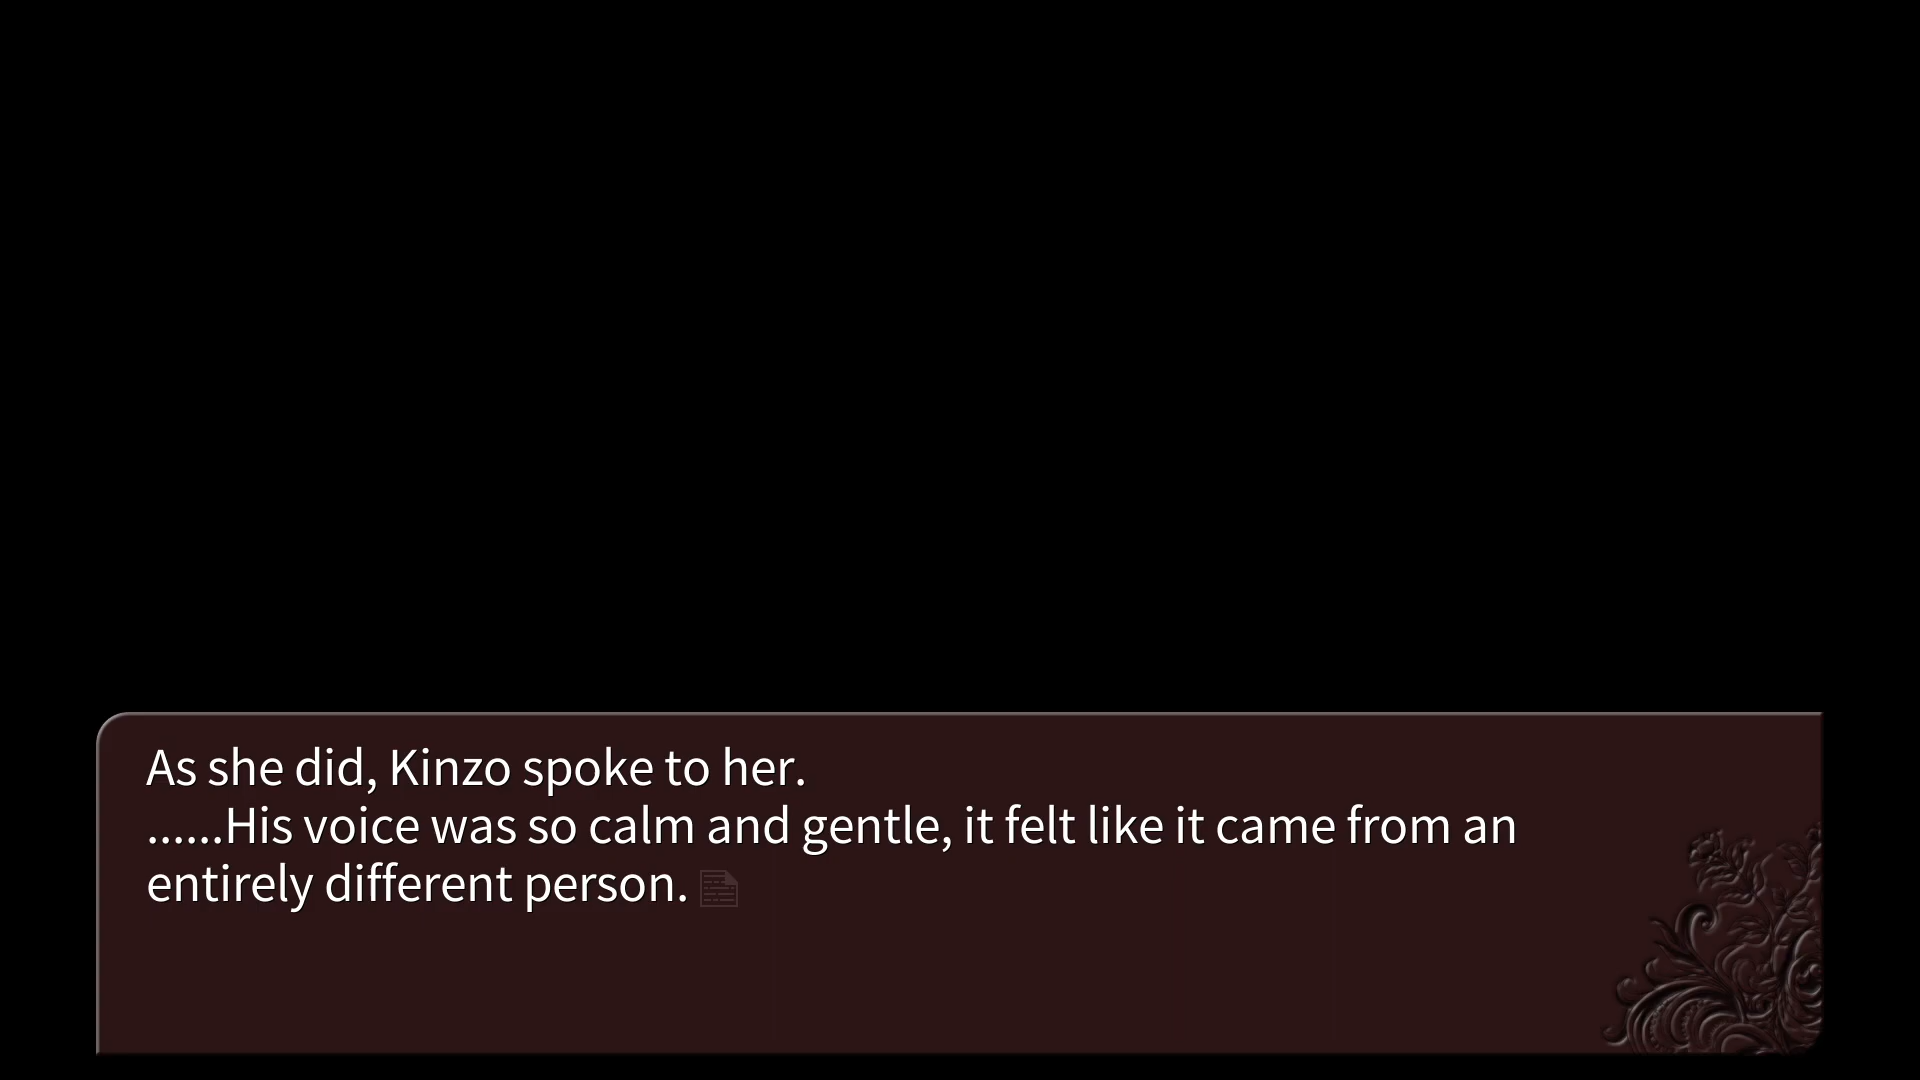 As she did, Kinzo spoke to her.
......His voice was so calm and gentle, it felt like it came from an
entirely different person.